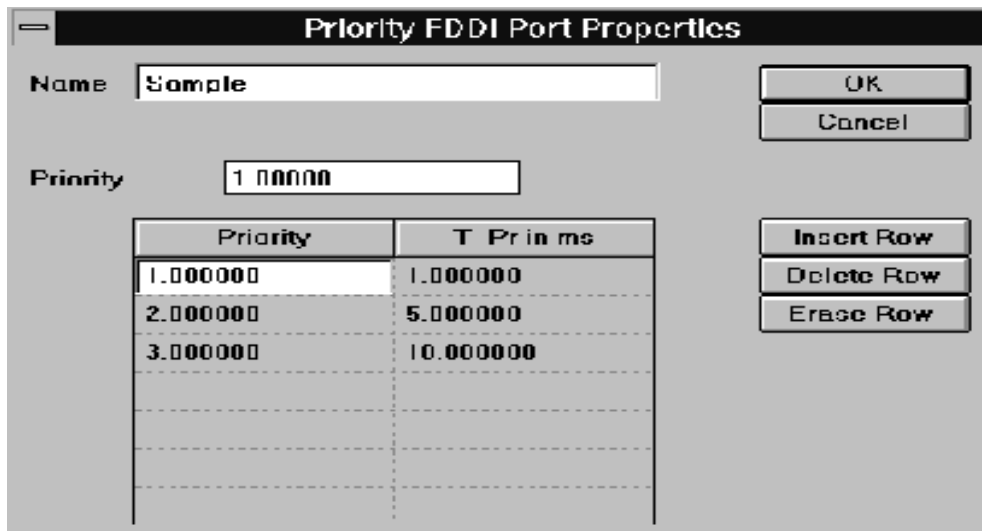 Priority FDDI Port Properties
Name Sample OK
Cancel
Priority 1.00000
Priority T_Pr in ms Insert Row
1.000000 1.000000 Delete Row
2.000000 5.000000 Erase Row
3.000000 10.000000